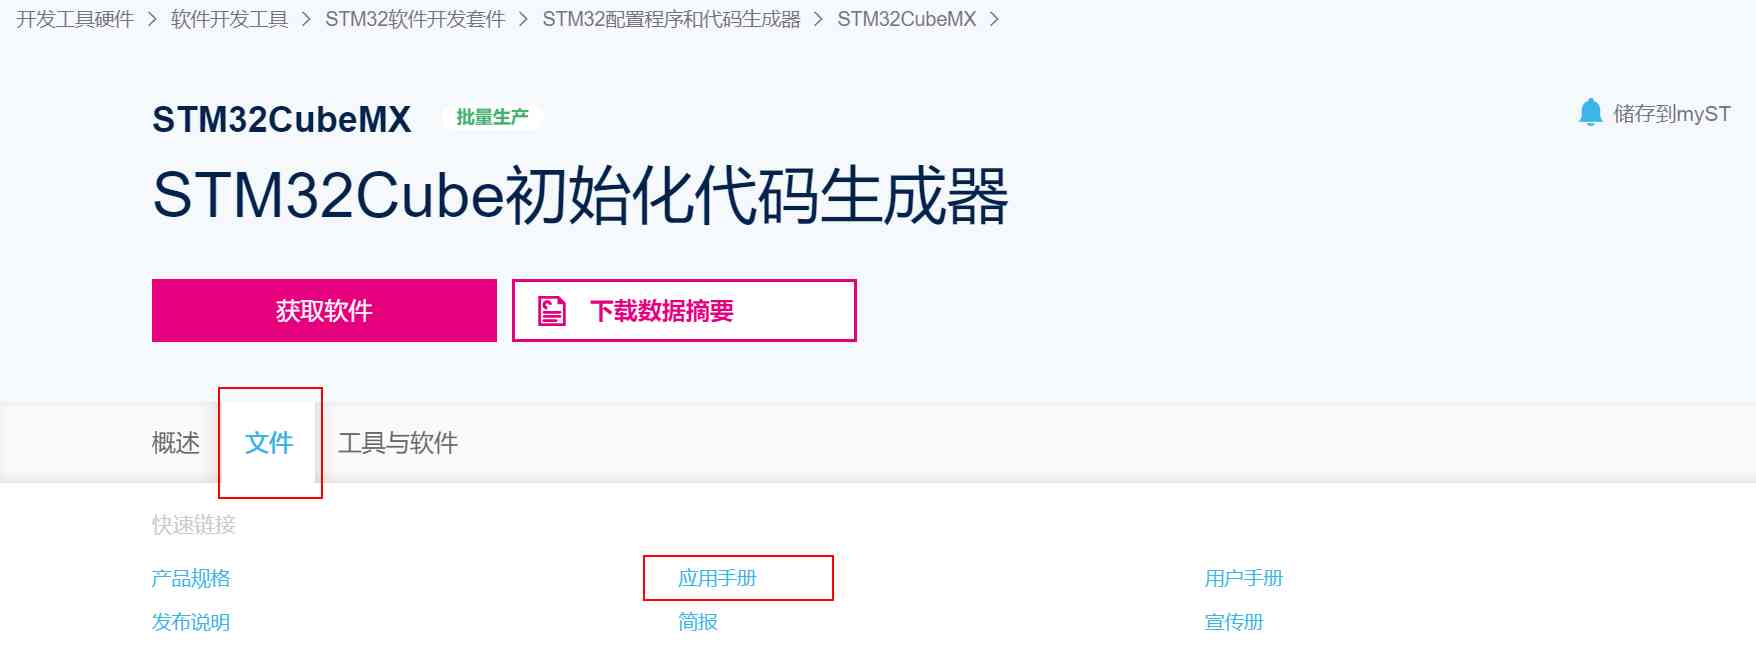 开发工具硬件 > 软件开发工具 > STM32软件开发套件 > STM32配置程序和代码生成器 > STM32CubeMX >
STM32CubeMX 批量生产
储存到myST
STM32Cube初始化代码生成器
获取软件 下载数据摘要
概述 文件 工具与软件
快速链接
产品规格 应用手册 用户手册
发布说明 简报 宣传册